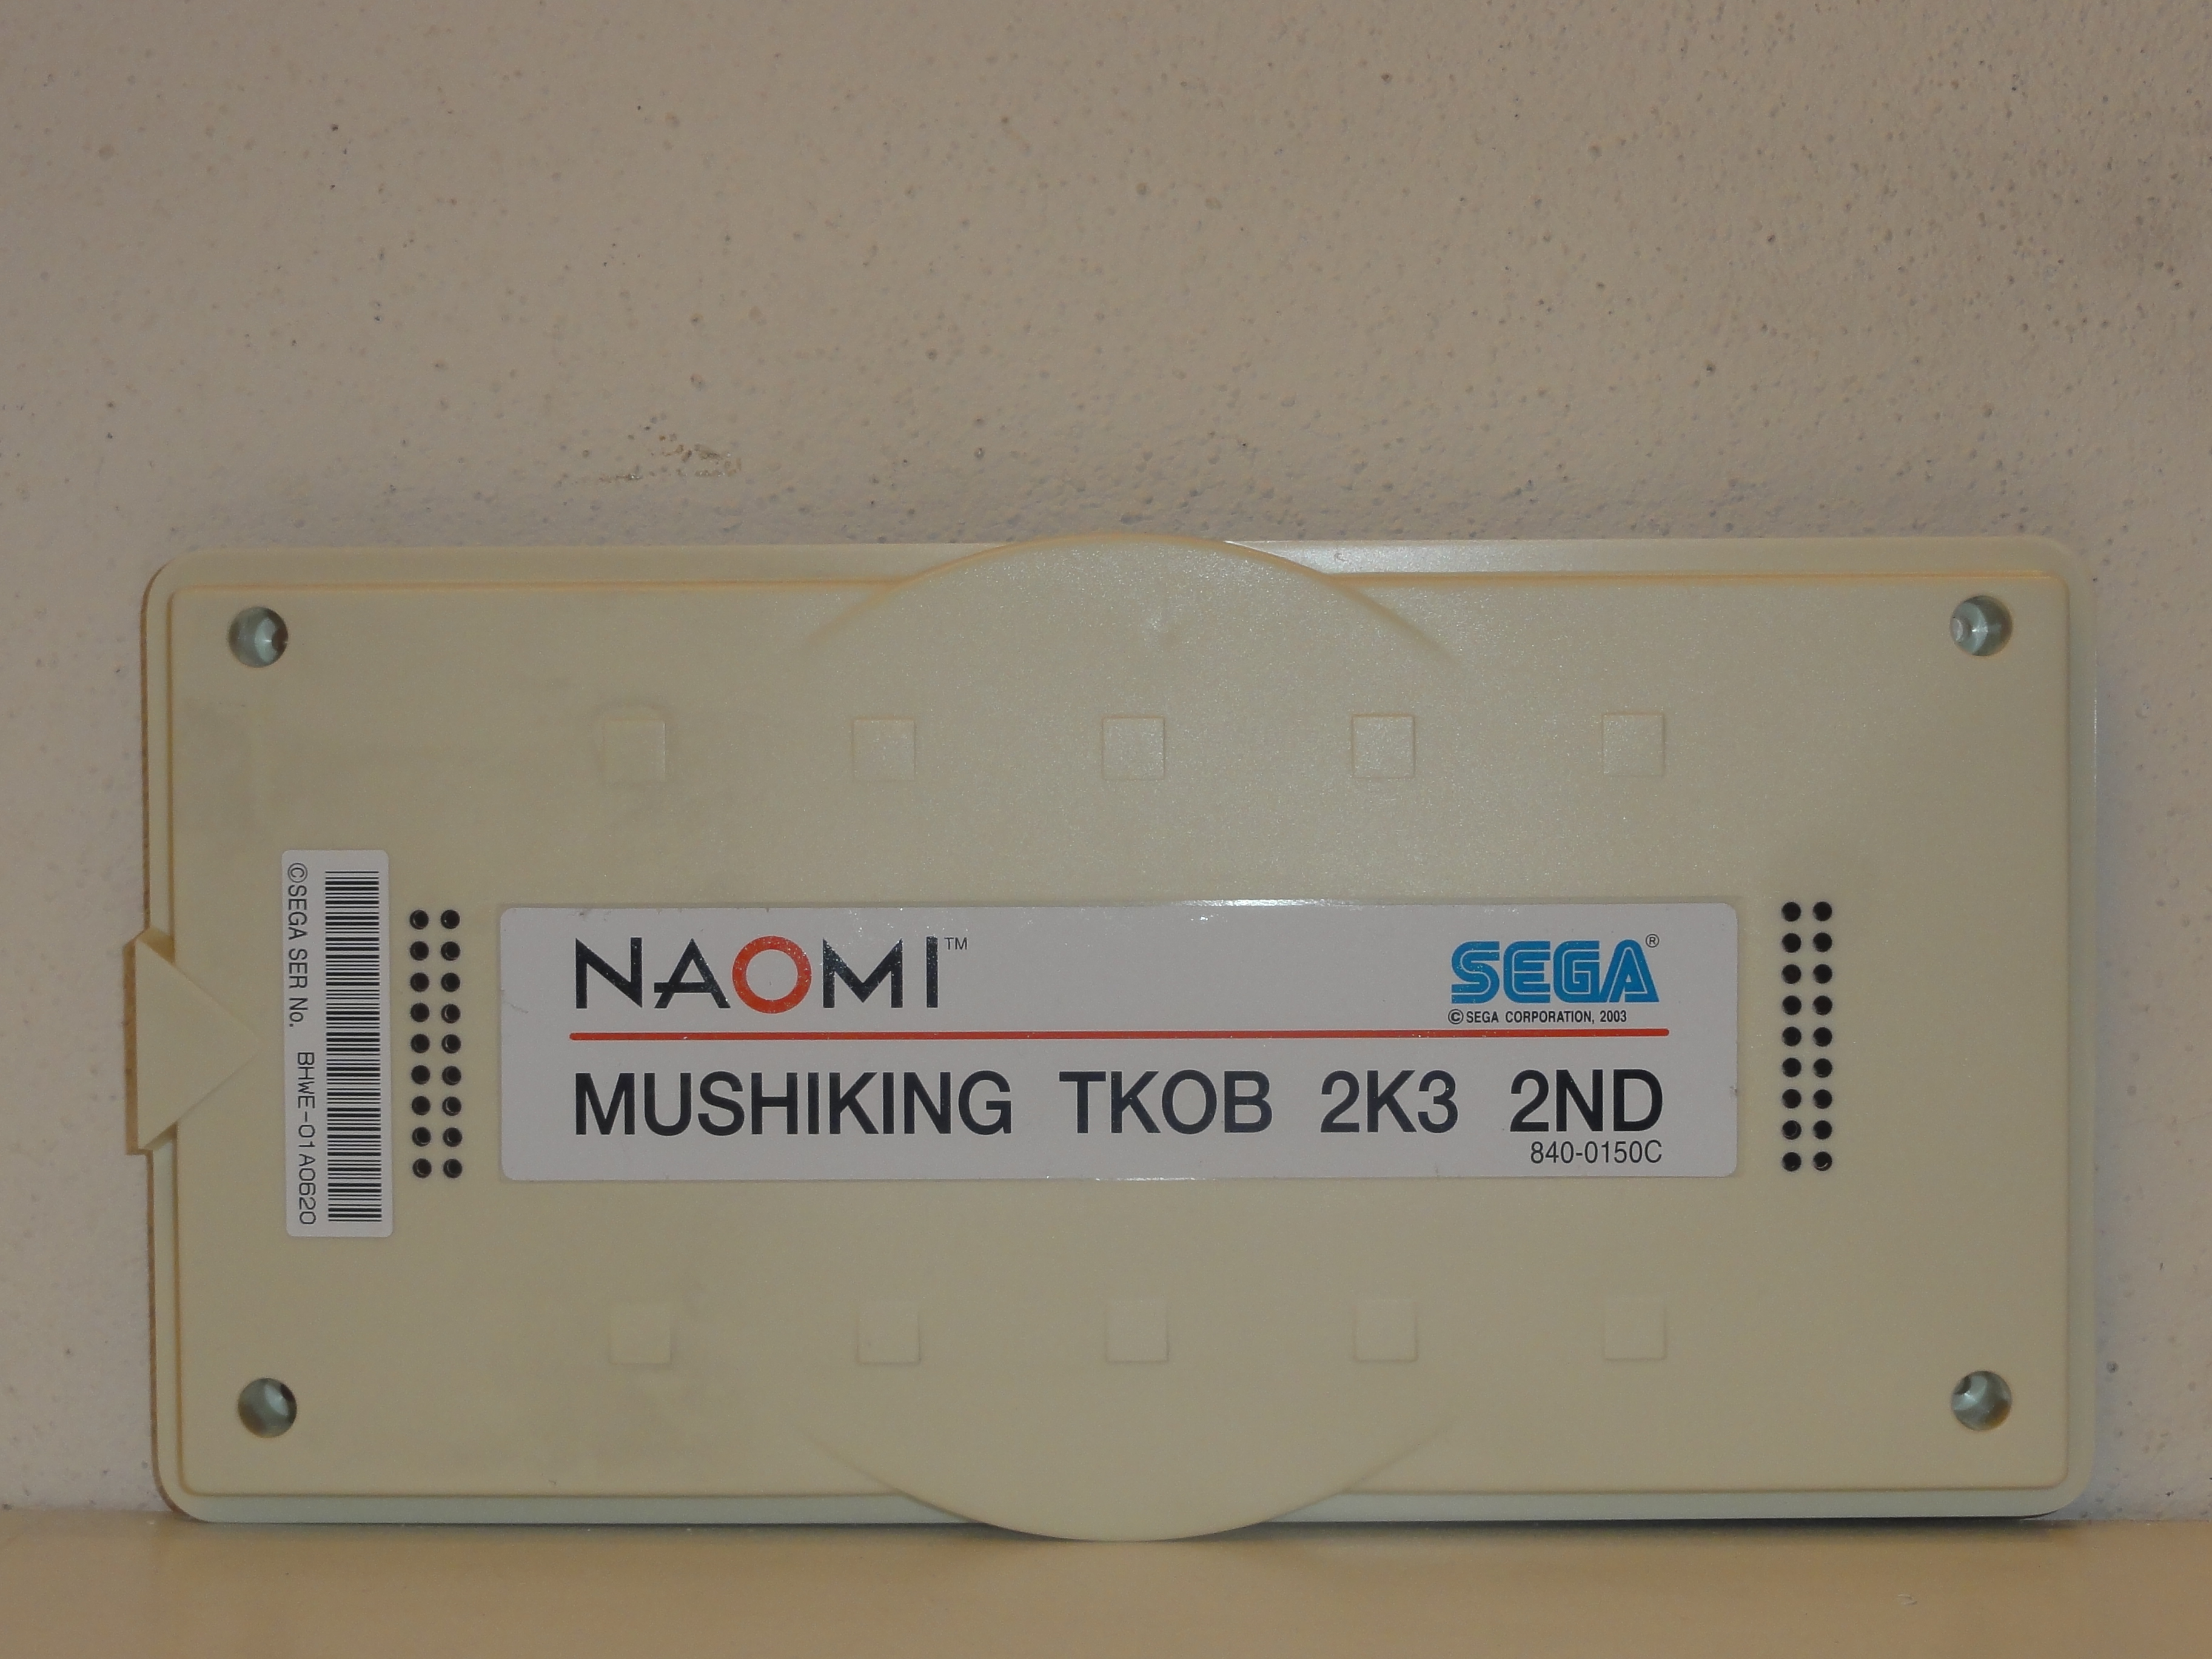 ©SEGA SER No. BHWE-01A0620
NAOMI™
SEGA®
©SEGA CORPORATION, 2003
MUSHIKING TKOB 2K3 2ND
840-0150C